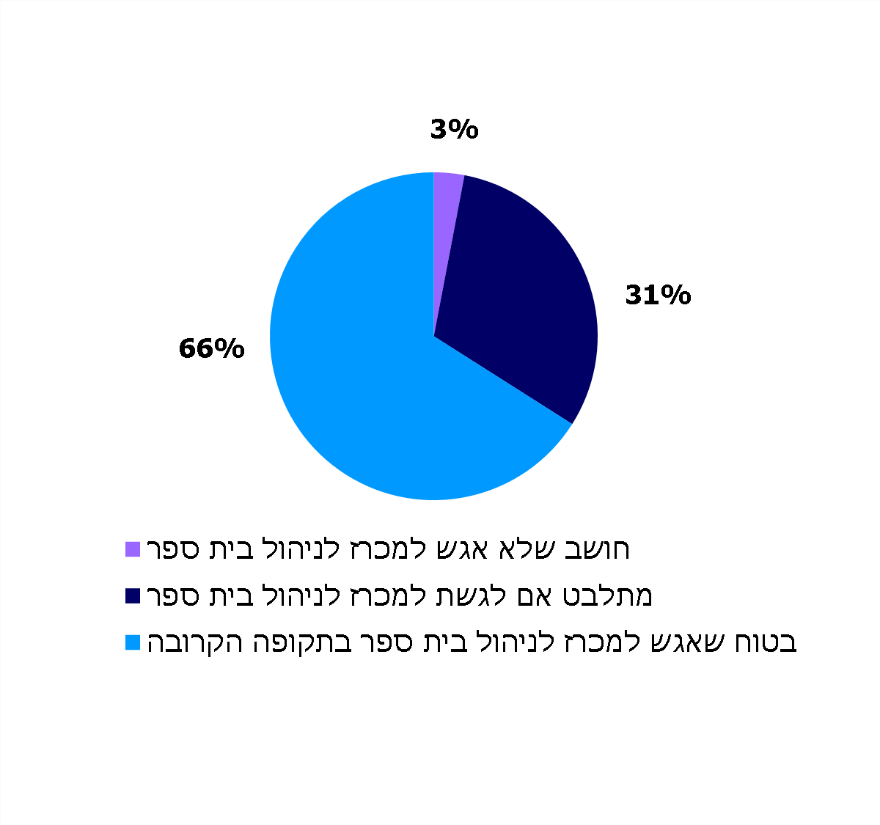 3%
31%
66%
חושב שלא אגש למכרז לניהול בית ספר
מתלבט אם לגשת למכרז לניהול בית ספר
בטוח שאגש למכרז לניהול בית ספר בתקופה הקרובה